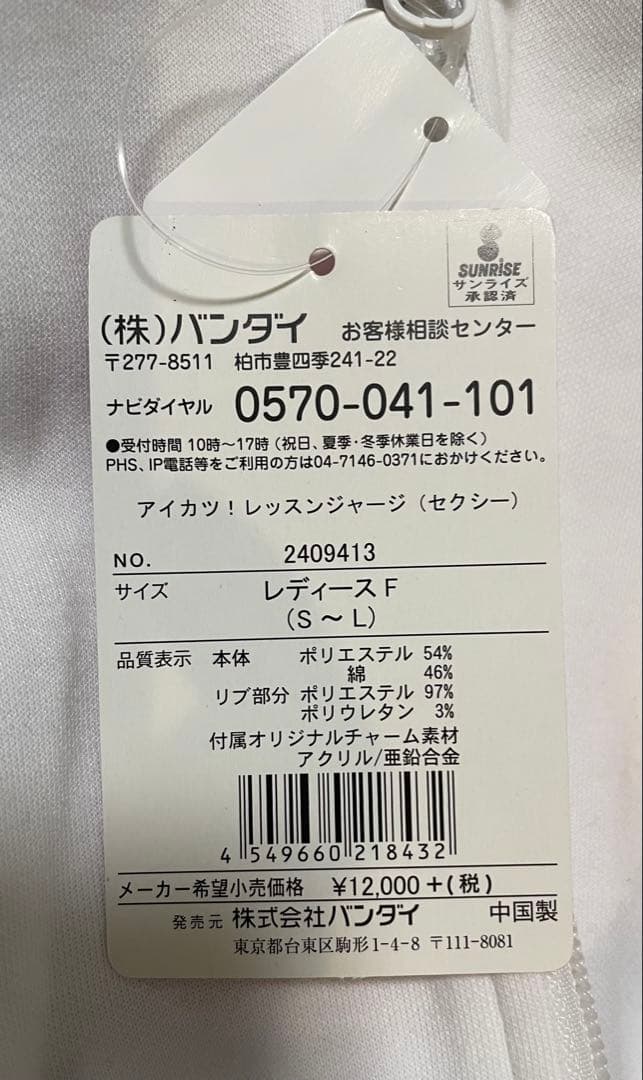 SUNRISE
サンライズ
承認済
(株)バンダイ お客様相談センター
〒277-8511 柏市豊四季241-22
ナビダイヤル 0570-041-101
●受付時間 10時〜17時(祝日、夏季・冬季休業日を除く)
PHS、IP電話等をご利用の方は04-7146-0371におかけください。
アイカツ!レッスンジャージ(セクシー)
NO. 2409413
サイズ レディースF
(S〜L)
品質表示 本体 ポリエステル 54%
綿 46%
リブ部分 ポリエステル 97%
ポリウレタン 3%
付属オリジナルチャーム素材
アクリル/亜鉛合金
4 549660 218432
メーカー希望小売価格 ¥12,000+(税)
発売元 株式会社バンダイ 中国製
東京都台東区駒形1-4-8 〒111-8081